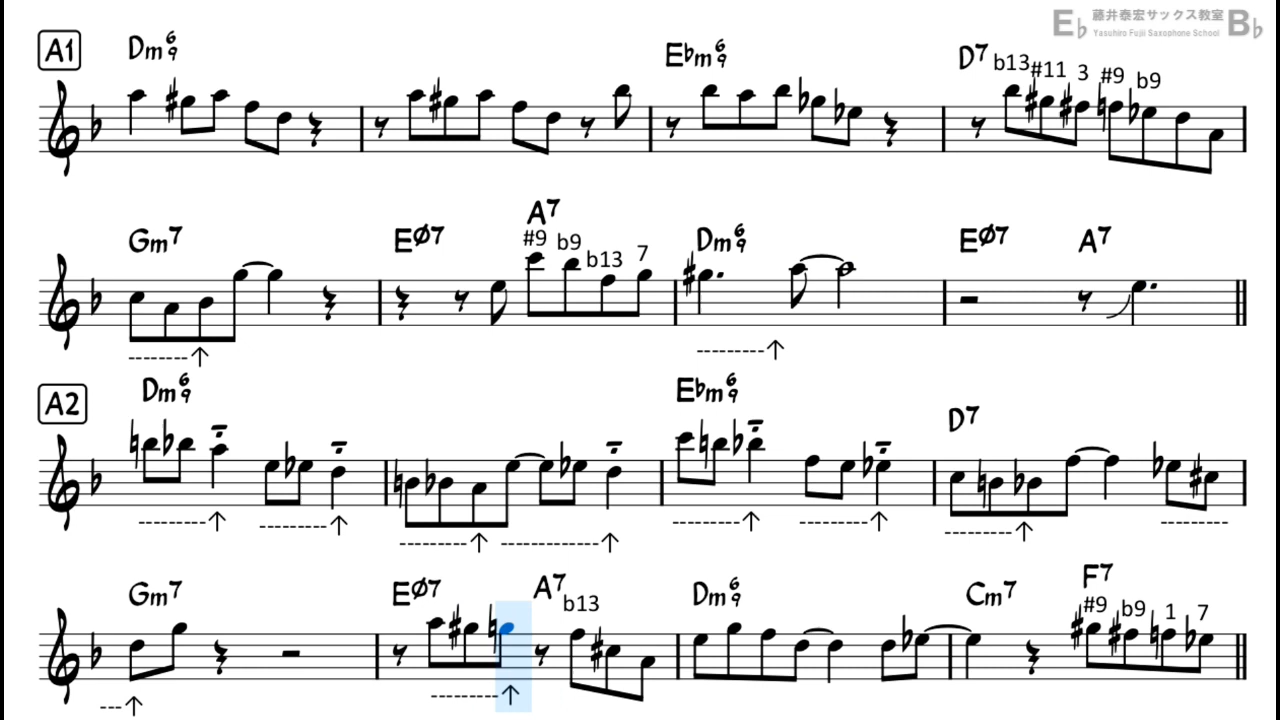 E♭ 藤井泰宏サックス教室 B♭
Yasuhiro Fujii Saxophone School
A1 Dm6/9 E♭m6/9 D7 b13 #11 3 #9 b9
Gm7 EØ7 A7 Dm6/9 EØ7 A7
#9 b9 b13 7
A2 Dm6/9 E♭m6/9 D7
Gm7 EØ7 A7 b13 Dm6/9 Cm7 F7
#9 b9 1 7